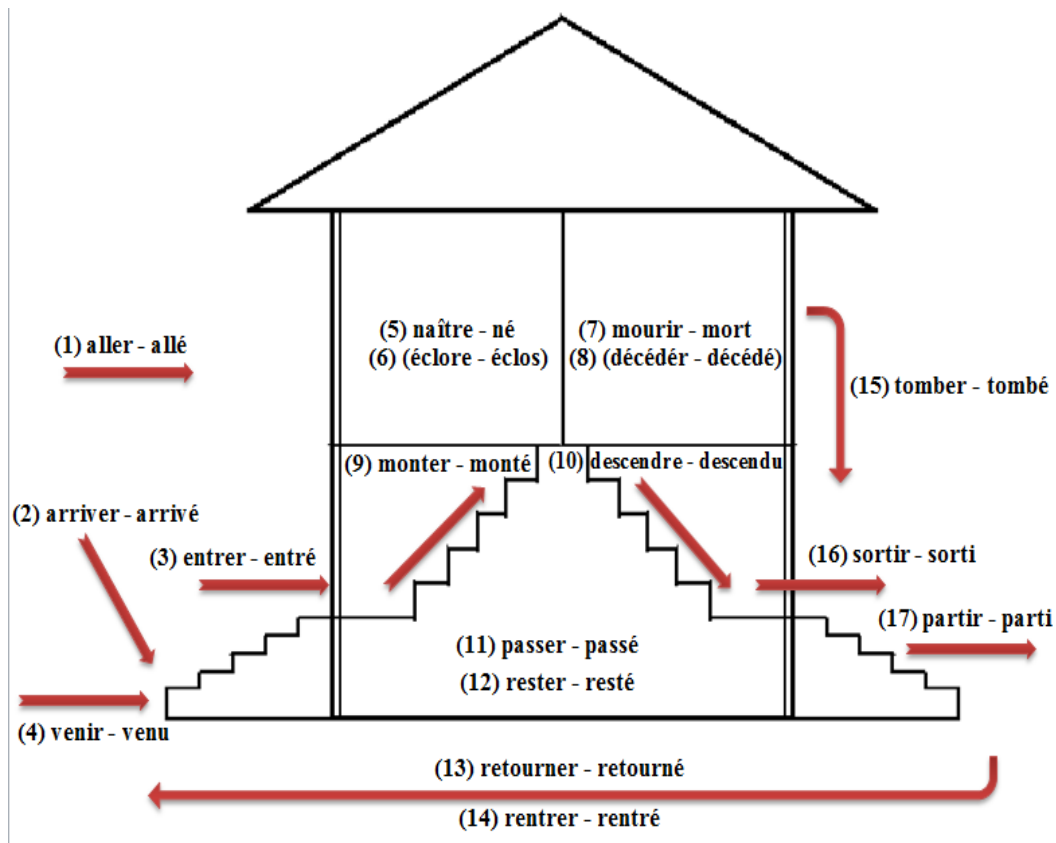 (1) aller - allé
(2) arriver - arrivé
(3) entrer - entré
(4) venir - venu
(5) naître - né
(6) (éclore - éclos)
(7) mourir - mort
(8) (décédér - décédé)
(9) monter - monté
(10) descendre - descendu
(11) passer - passé
(12) rester - resté
(13) retourner - retourné
(14) rentrer - rentré
(15) tomber - tombé
(16) sortir - sorti
(17) partir - parti